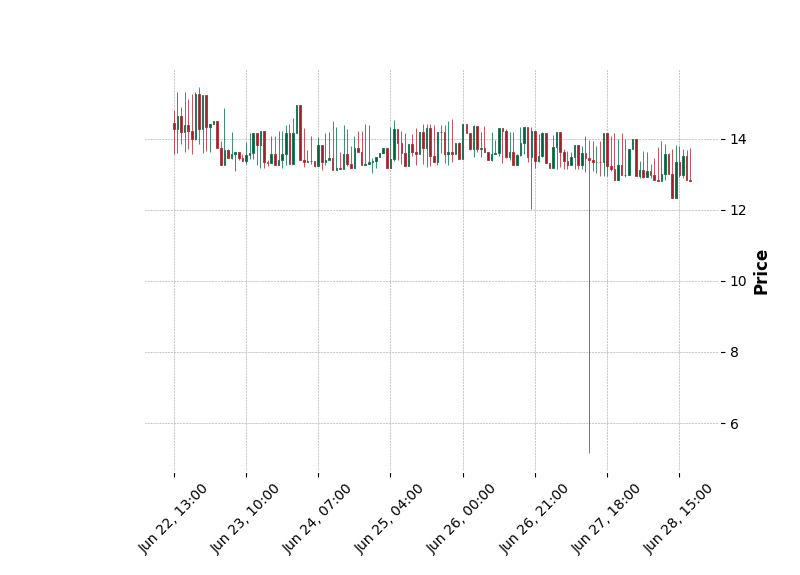 14
12
10
8
6
Price
Jun 22, 13:00
Jun 23, 10:00
Jun 24, 07:00
Jun 25, 04:00
Jun 26, 00:00
Jun 26, 21:00
Jun 27, 18:00
Jun 28, 15:00